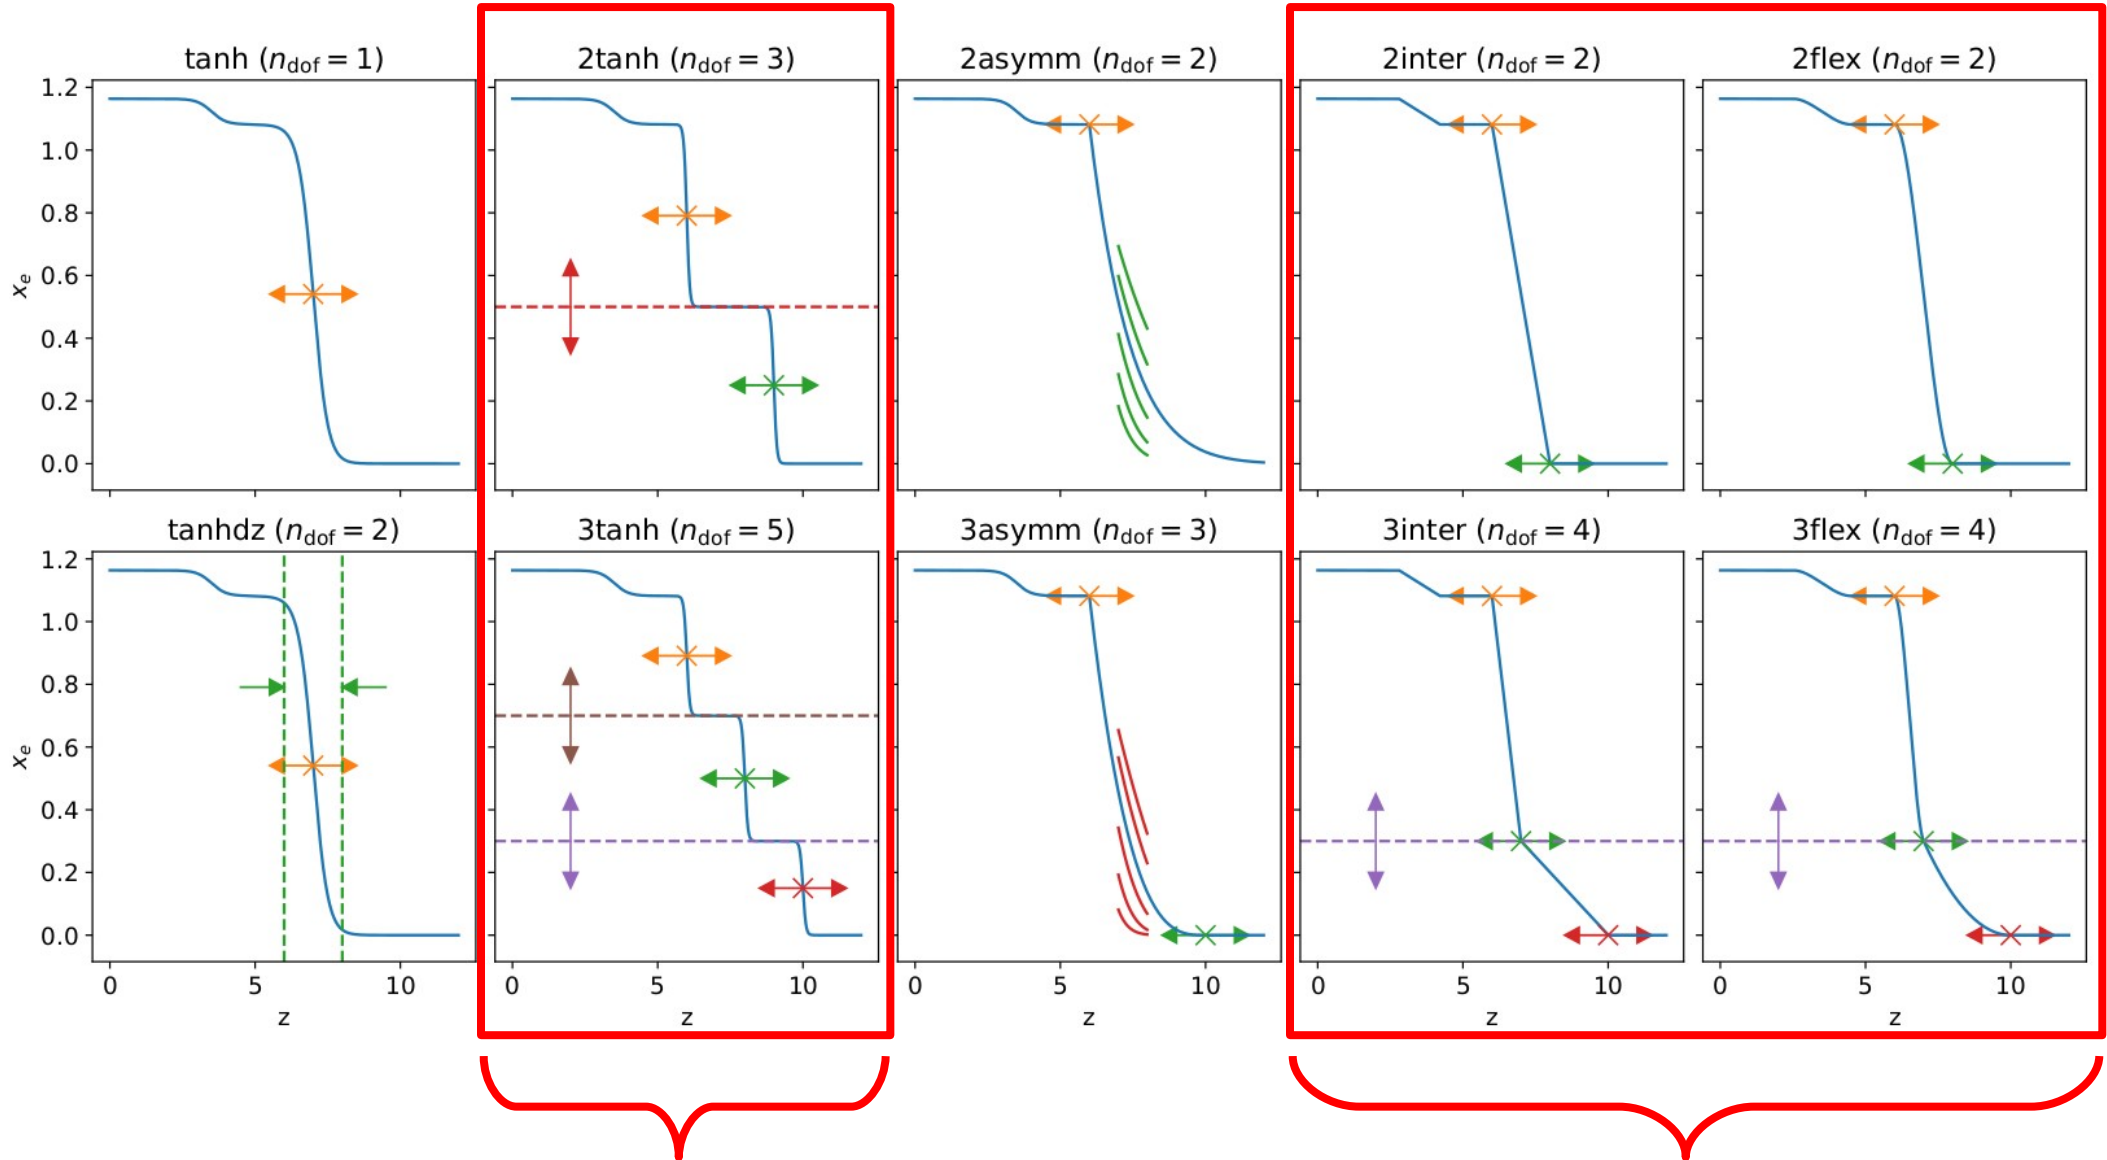 tanh (n_dof = 1)
2tanh (n_dof = 3)
2asymm (n_dof = 2)
2inter (n_dof = 2)
2flex (n_dof = 2)
1.2
1.0
0.8
0.6
0.4
0.2
0.0
x_e
tanhdz (n_dof = 2)
3tanh (n_dof = 5)
3asymm (n_dof = 3)
3inter (n_dof = 4)
3flex (n_dof = 4)
1.2
1.0
0.8
0.6
0.4
0.2
0.0
x_e
0 5 10
0 5 10
0 5 10
0 5 10
0 5 10
z
z
z
z
z